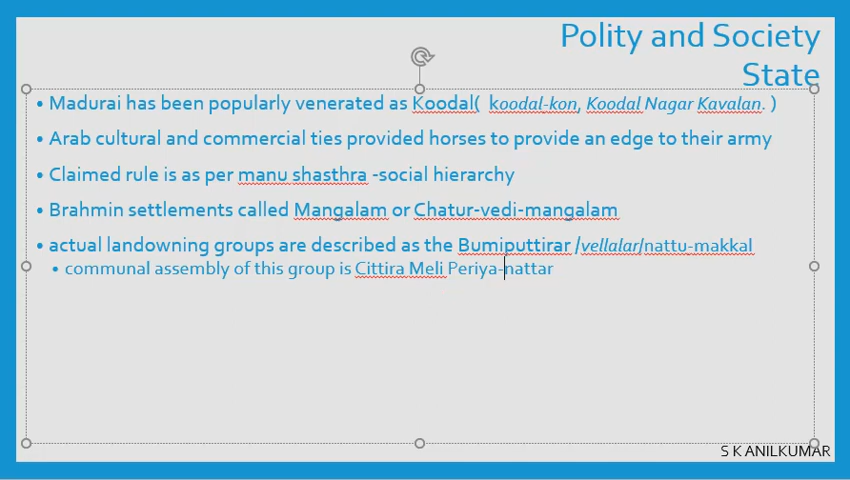 Polity and Society
State
• Madurai has been popularly venerated as Koodal( koodal-kon, Koodal Nagar Kavalan. )
• Arab cultural and commercial ties provided horses to provide an edge to their army
• Claimed rule is as per manu shasthra -social hierarchy
• Brahmin settlements called Mangalam or Chatur-vedi-mangalam
• actual landowning groups are described as the Bumiputtirar /vellalar/nattu-makkal
• communal assembly of this group is Cittira Meli Periya-nattar
S K ANILKUMAR